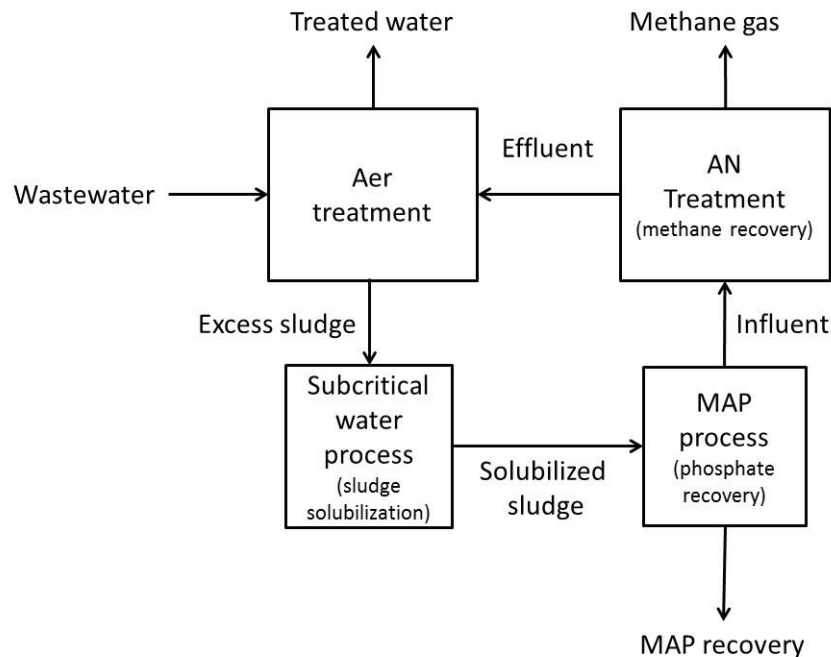 Treated water
Methane gas
Wastewater
Aer
treatment
Effluent
AN
Treatment
(methane recovery)
Excess sludge
Influent
Subcritical
water
process
(sludge
solubilization)
Solubilized
sludge
MAP
process
(phosphate
recovery)
MAP recovery